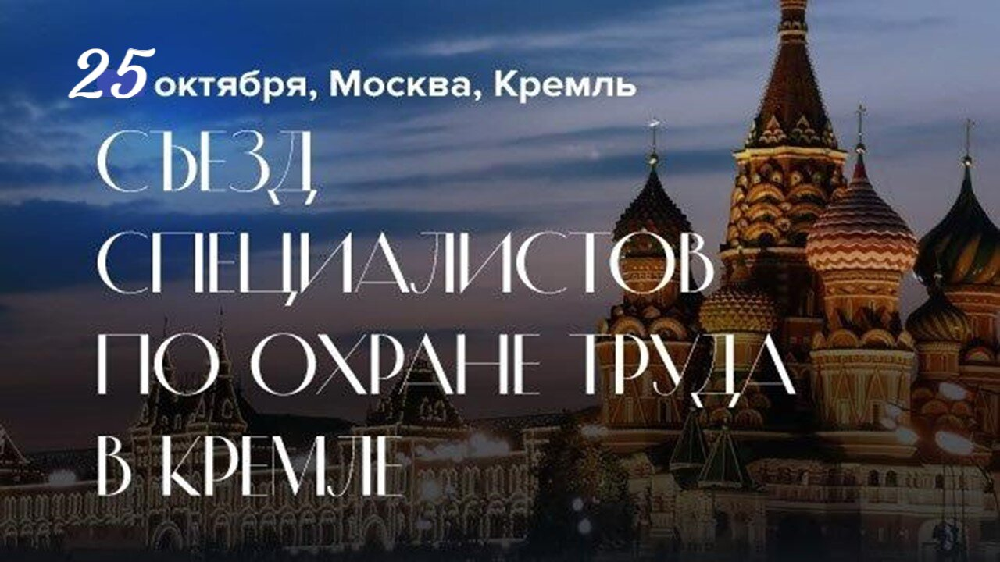 25 октября, Москва, Кремль
СЪЕЗД
СПЕЦИАЛИСТОВ
ПО ОХРАНЕ ТРУДА
В КРЕМЛЕ